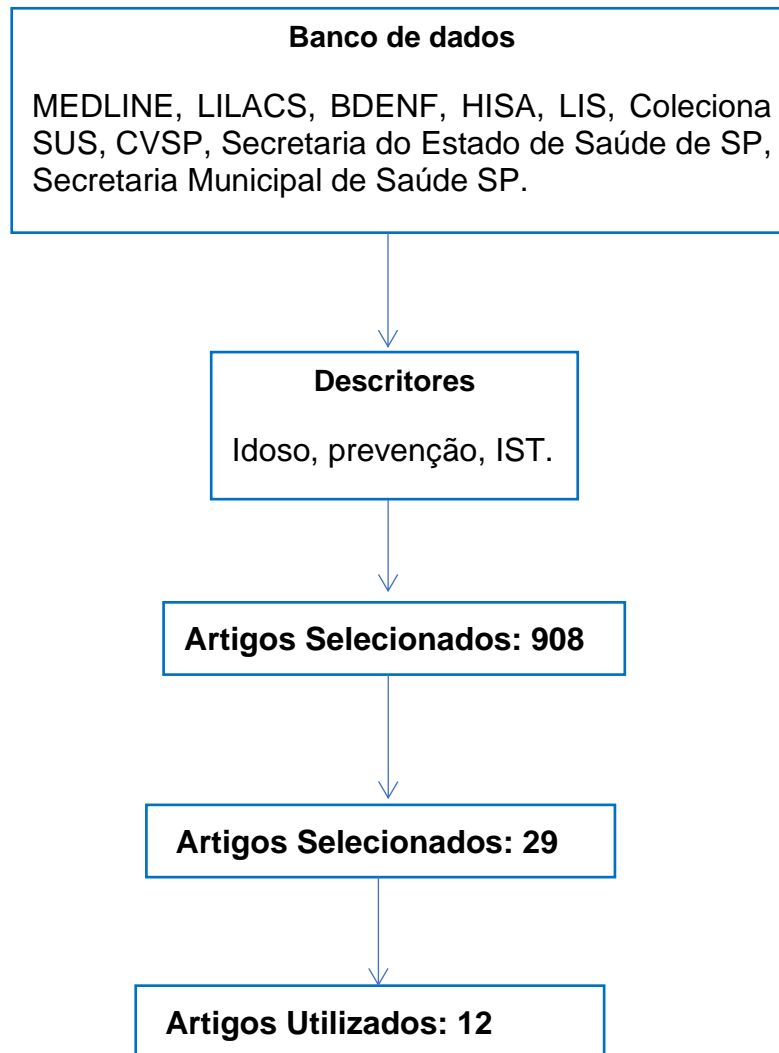 Banco de dados
MEDLINE, LILACS, BDENF, HISA, LIS, Coleciona
SUS, CVSP, Secretaria do Estado de Saúde de SP,
Secretaria Municipal de Saúde SP.
Descritores
Idoso, prevenção, IST.
Artigos Selecionados: 908
Artigos Selecionados: 29
Artigos Utilizados: 12